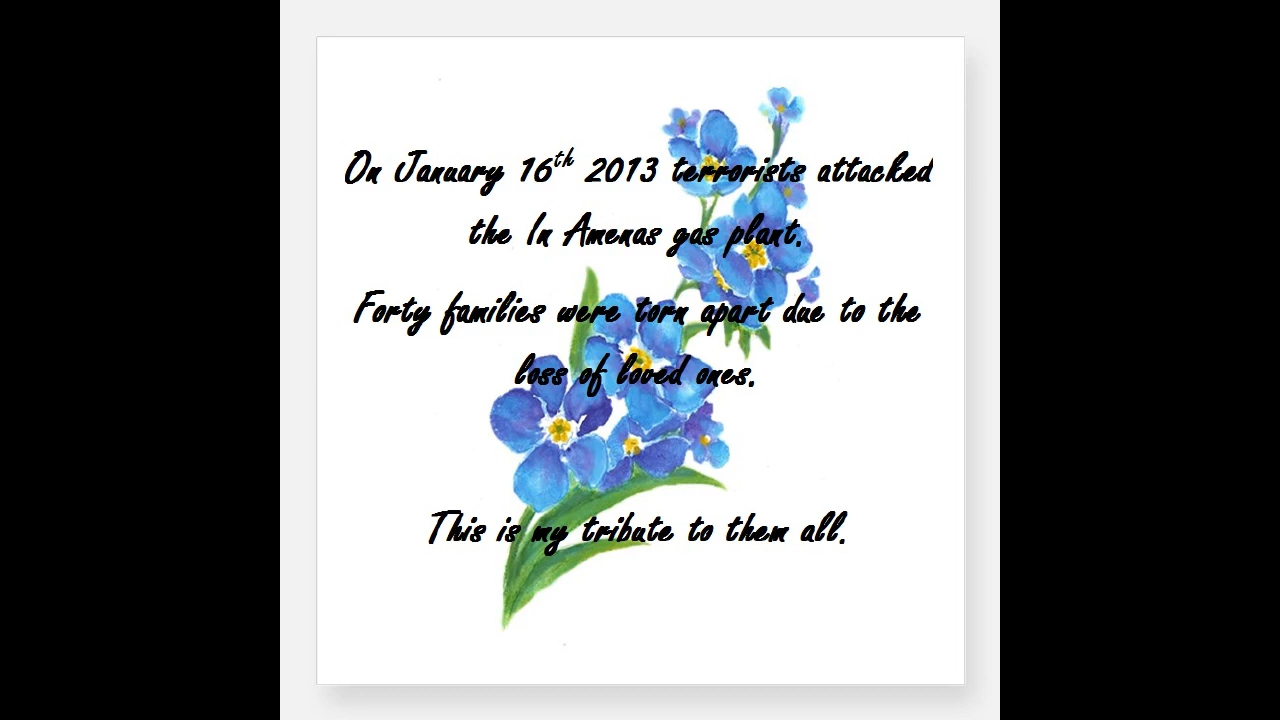 On January 16th 2013 terrorists attacked
the In Amenas gas plant.
Forty families were torn apart due to the
loss of loved ones.
This is my tribute to them all.